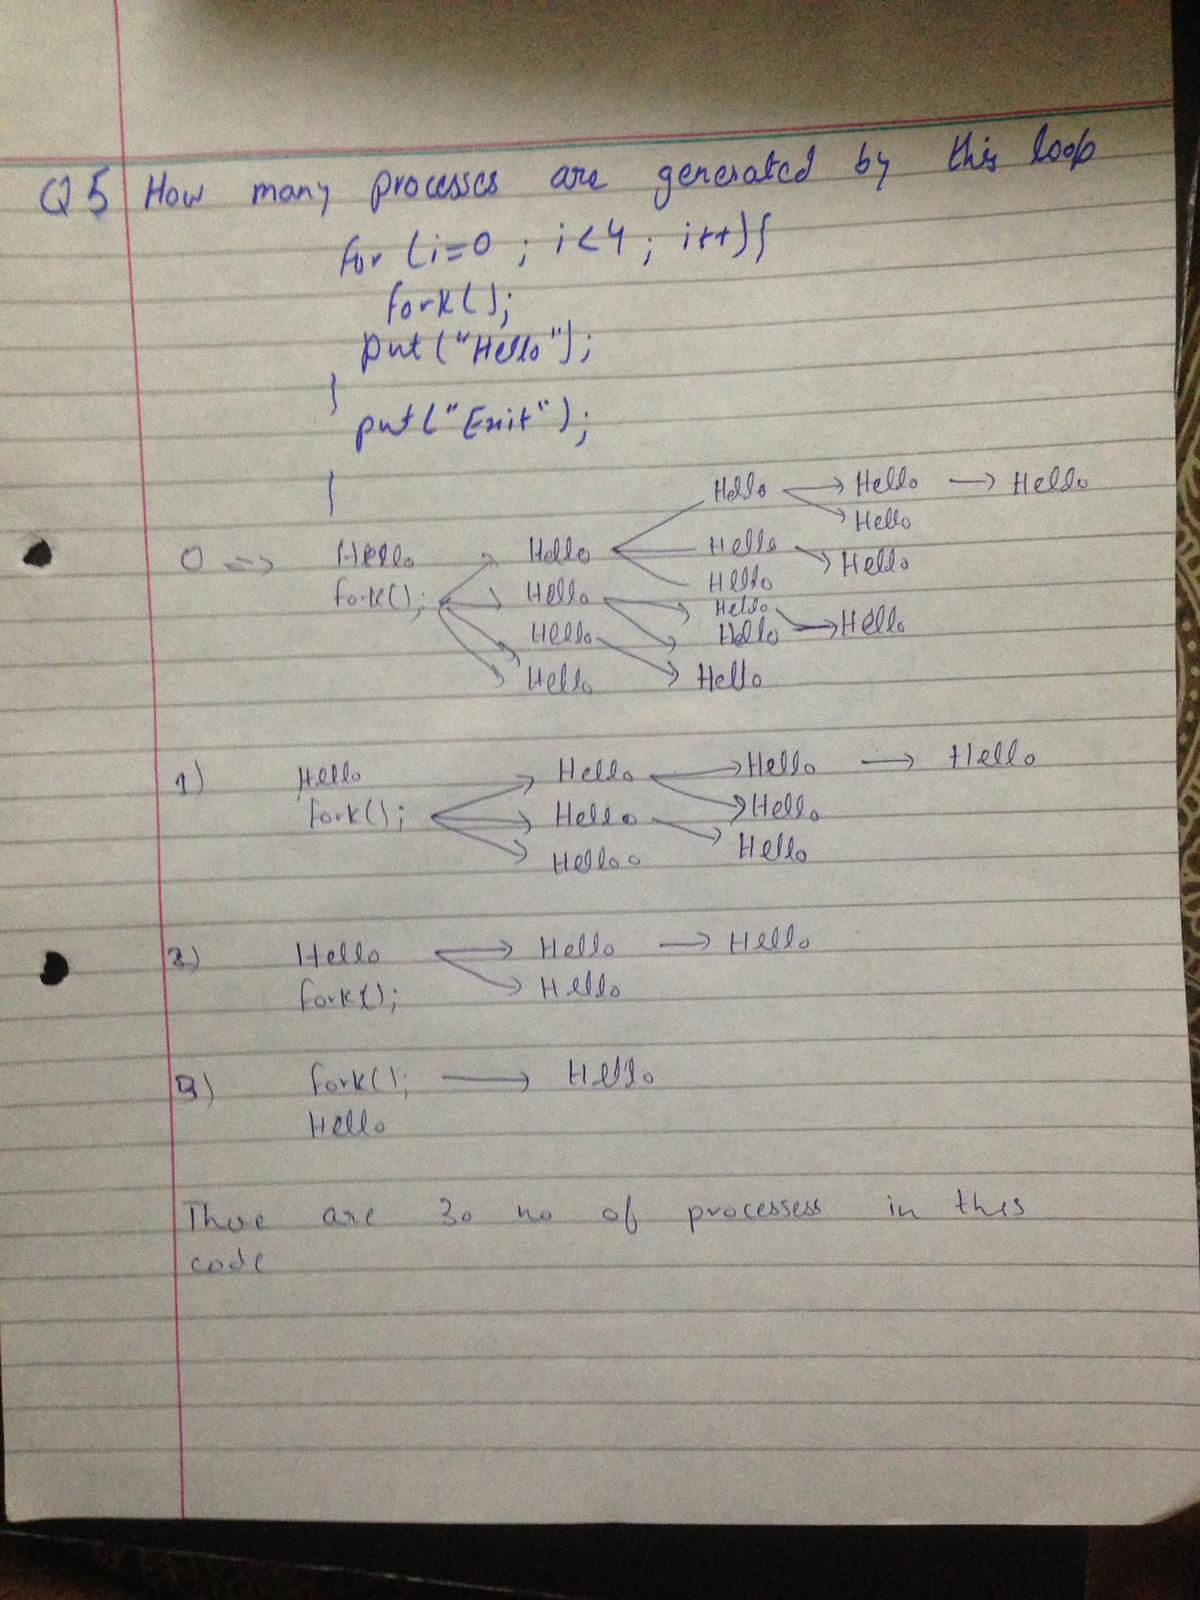 Q5 How many processes are generated by this loop
for (i=0 ; i<4 ; i++){
fork();
put("Hello");
}
put("Exit");
}
Hello → Hello → Hello
Hello
0 => Hello → Hello Hello → Hello
fork(); → Hello Hello
Hello
Hello Hello → Hello
Hello → Hello
1) Hello → Hello → Hello → Hello
fork(); → Hello → Hello
→ Hello Hello
2) Hello → Hello → Hello
fork(); Hello
3) fork(); → Hello
Hello
There are 30 no of processess in this
code